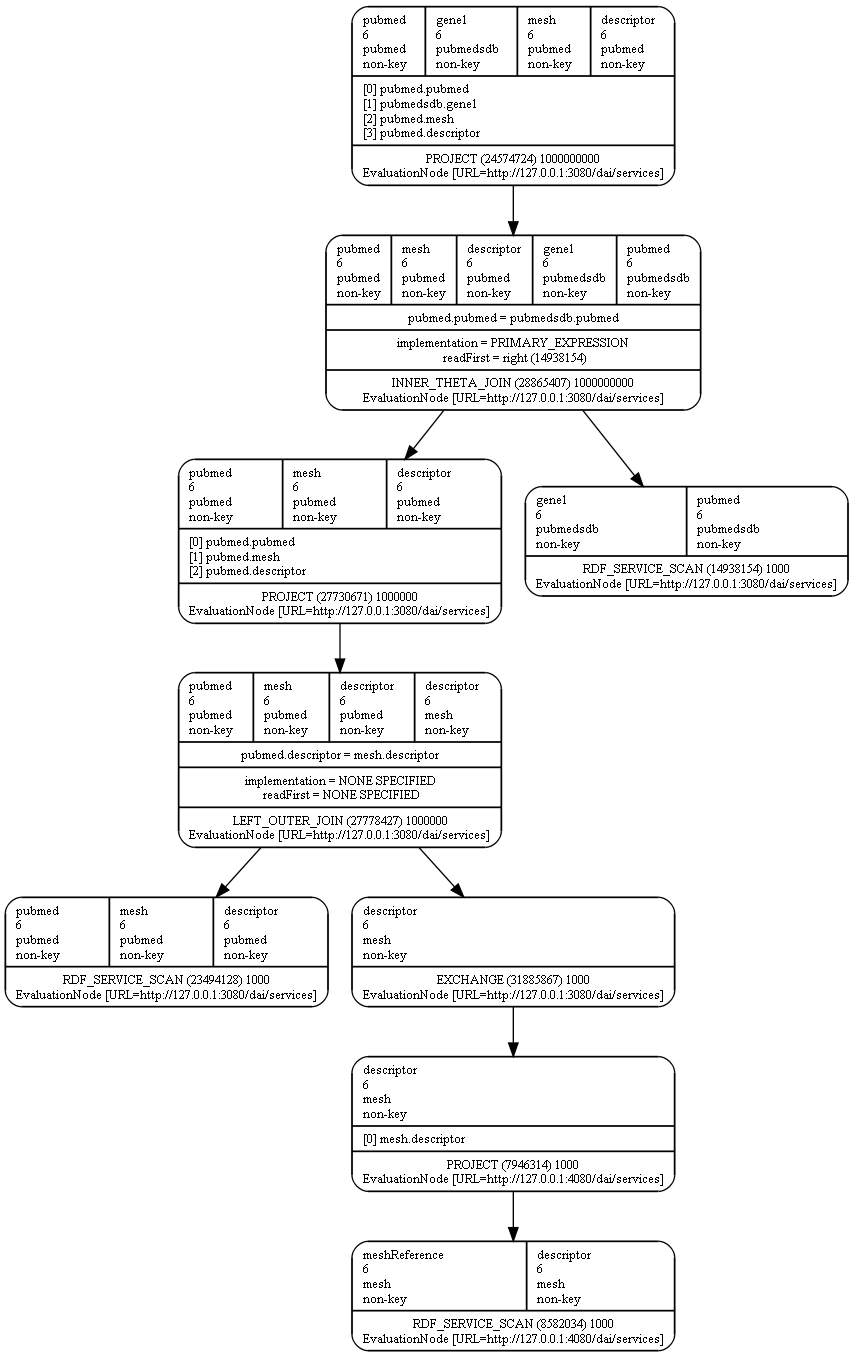 pubmed genel mesh descriptor
6 6 6 6
pubmed pubmedsdb pubmed pubmed
non-key non-key non-key non-key
[0] pubmed.pubmed
[1] pubmedsdb.genel
[2] pubmed.mesh
[3] pubmed.descriptor
PROJECT (24574724) 1000000000
EvaluationNode [URL=http://127.0.0.1:3080/dai/services]
pubmed mesh descriptor genel pubmed
6 6 6 6 6
pubmed pubmed pubmed pubmedsdb pubmedsdb
non-key non-key non-key non-key non-key
pubmed.pubmed = pubmedsdb.pubmed
implementation = PRIMARY_EXPRESSION
readFirst = right (14938154)
INNER_THETA_JOIN (28865407) 1000000000
EvaluationNode [URL=http://127.0.0.1:3080/dai/services]
pubmed mesh descriptor
6 6 6
pubmed pubmed pubmed
non-key non-key non-key
[0] pubmed.pubmed
[1] pubmed.mesh
[2] pubmed.descriptor
PROJECT (27730671) 1000000
EvaluationNode [URL=http://127.0.0.1:3080/dai/services]
genel pubmed
6 6
pubmedsdb pubmedsdb
non-key non-key
RDF_SERVICE_SCAN (14938154) 1000
EvaluationNode [URL=http://127.0.0.1:3080/dai/services]
pubmed mesh descriptor descriptor
6 6 6 6
pubmed pubmed pubmed mesh
non-key non-key non-key non-key
pubmed.descriptor = mesh.descriptor
implementation = NONE SPECIFIED
readFirst = NONE SPECIFIED
LEFT_OUTER_JOIN (27778427) 1000000
EvaluationNode [URL=http://127.0.0.1:3080/dai/services]
pubmed mesh descriptor
6 6 6
pubmed pubmed pubmed
non-key non-key non-key
RDF_SERVICE_SCAN (23494128) 1000
EvaluationNode [URL=http://127.0.0.1:3080/dai/services]
descriptor
6
mesh
non-key
EXCHANGE (31885867) 1000
EvaluationNode [URL=http://127.0.0.1:3080/dai/services]
descriptor
6
mesh
non-key
[0] mesh.descriptor
PROJECT (7946314) 1000
EvaluationNode [URL=http://127.0.0.1:4080/dai/services]
meshReference descriptor
6 6
mesh mesh
non-key non-key
RDF_SERVICE_SCAN (8582034) 1000
EvaluationNode [URL=http://127.0.0.1:4080/dai/services]